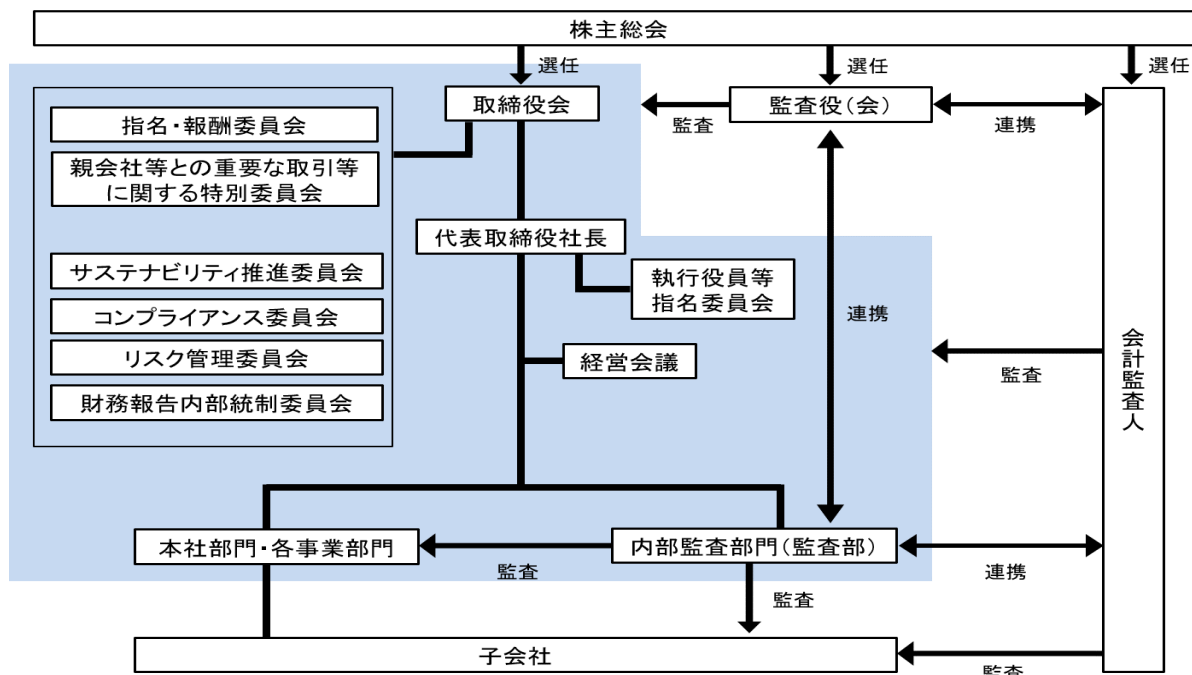 株主総会
選任
選任
選任
取締役会
監査役(会)
監査
連携
指名・報酬委員会
親会社等との重要な取引等
に関する特別委員会
代表取締役社長
サステナビリティ推進委員会
執行役員等
指名委員会
コンプライアンス委員会
連携
リスク管理委員会
経営会議
監査
会計監査人
財務報告内部統制委員会
本社部門・各事業部門
内部監査部門(監査部)
監査
連携
監査
子会社
監査